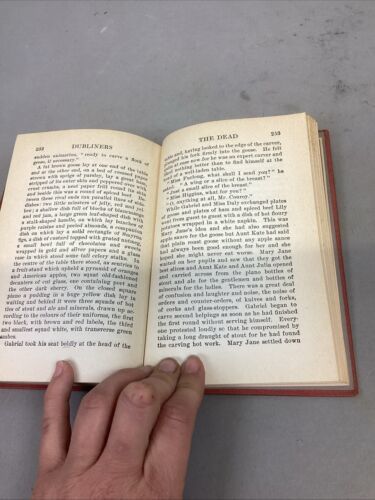 252 DUBLINERS
sudden animation, "ready to carve a flock of
geese, if necessary."
A fat brown goose lay at one end of the table
and at the other end, on a bed of creased paper
strewn with sprigs of parsley, lay a great ham,
stripped of its outer skin and peppered over with
crust crumbs, a neat paper frill round its shin
and beside this was a round of spiced beef. Be-
tween these rival ends ran parallel lines of side-
dishes: two little minsters of jelly, red and
a shallow dish full of blocks of blancmange
and red jam, a large green leaf-shaped dish with
a stalk-shaped handle, on which lay bunches of
purple raisins and peeled almonds, a companion
dish on which lay a solid rectangle of Smyrna
figs, a dish of custard topped with grated nutmeg,
a small bowl full of chocolates and sweets
wrapped in gold and silver papers and a glass
vase in which stood some tall celery stalks. In
the centre of the table there stood, as sentries to
a fruit-stand which upheld a pyramid of oranges
and American apples, two squat old-fashioned
decanters of cut glass, one containing port and
the other dark sherry. On the closed square
piano a pudding in a huge yellow dish lay in
waiting and behind it were three squads of bot-
tles of stout and ale and minerals, drawn up ac-
cording to the colours of their uniforms, the first
two black, with brown and red labels, the third
and smallest squad white, with transverse green
sashes.
Gabriel took his seat boldly at the head of the
THE DEAD 253
table and, having looked to the edge of the carver,
plunged his fork firmly into the goose. He felt
quite at ease now for he was an expert carver and
liked nothing better than to find himself at the
head of a well-laden table.
"Miss Furlong, what shall I send you?" he
asked. "A wing or a slice of the breast?"
"Just a small slice of the breast."
"Miss Higgins, what for you?"
"O, anything at all, Mr. Conroy."
While Gabriel and Miss Daly exchanged plates
of goose and plates of ham and spiced beef Lily
went from guest to guest with a dish of hot floury
potatoes wrapped in a white napkin. This was
Mary Jane's idea and she had also suggested
apple sauce for the goose but Aunt Kate had said
that plain roast goose without any apple sauce
had always been good enough for her and she
hoped she might never eat worse. Mary Jane
waited on her pupils and saw that they got the
best slices and Aunt Kate and Aunt Julia opened
and carried across from the piano bottles of
stout and ale for the gentlemen and bottles of
minerals for the ladies. There was a great deal
of confusion and laughter and noise, the noise of
orders and counter-orders, of knives and forks,
of corks and glass-stoppers. Gabriel began to
carve second helpings as soon as he had finished
the first round without serving himself. Every-
one protested loudly so that he compromised by
taking a long draught of stout for he had found
the carving hot work. Mary Jane settled down